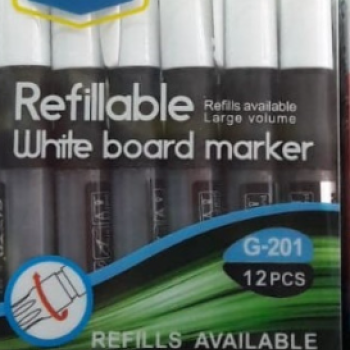 Refillable
Refills available
Large volume
White board marker
G-201
12PCS
REFILLS AVAILABLE